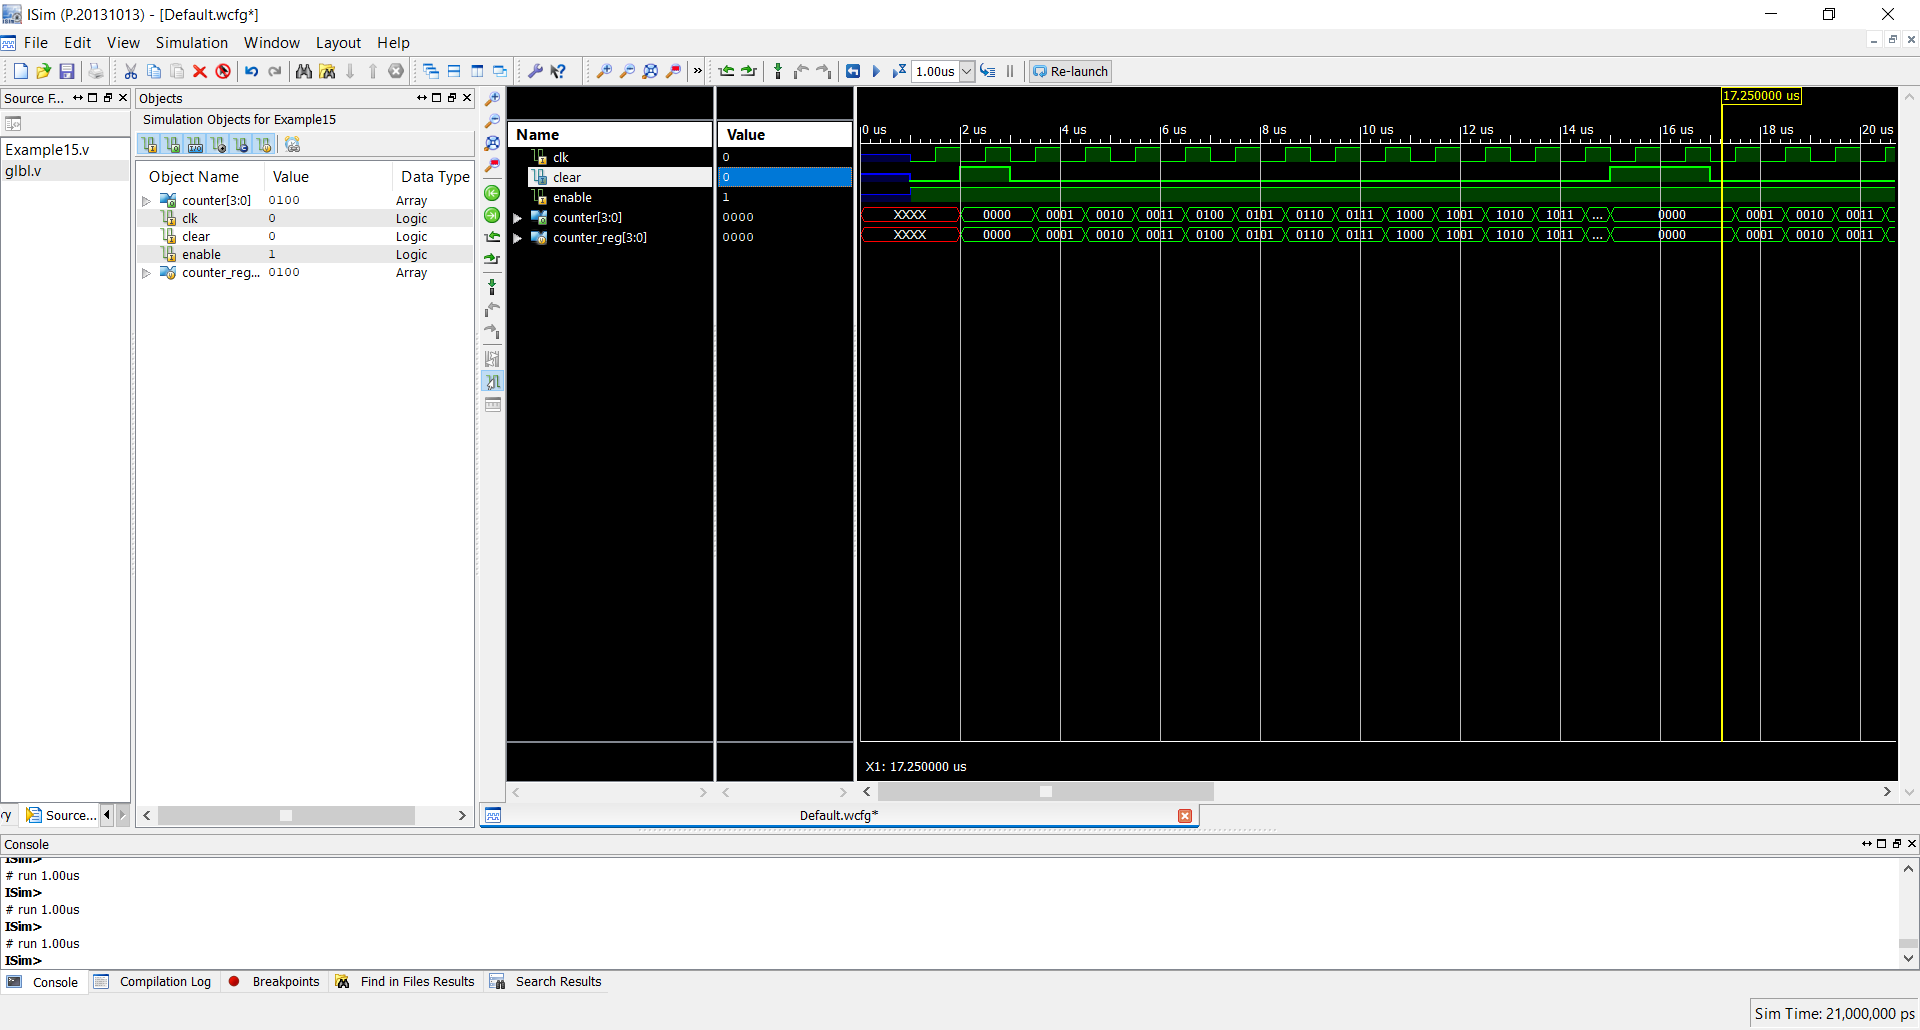 ISim (P.20131013) - [Default.wcfg*]
File Edit View Simulation Window Layout Help
1.00us Re-launch
Source F...
Example15.v
glbl.v
Source...
Objects
Simulation Objects for Example15
Object Name Value Data Type
counter[3:0] 0100 Array
clk 0 Logic
clear 0 Logic
enable 1 Logic
counter_reg... 0100 Array
Name Value
clk 0
clear 0
enable 1
counter[3:0] 0000
counter_reg[3:0] 0000
17.250000 us
0 us 2 us 4 us 6 us 8 us 10 us 12 us 14 us 16 us 18 us 20 us
XXXX 0000 0001 0010 0011 0100 0101 0110 0111 1000 1001 1010 1011 ... 0000 0001 0010 0011
XXXX 0000 0001 0010 0011 0100 0101 0110 0111 1000 1001 1010 1011 ... 0000 0001 0010 0011
X1: 17.250000 us
Default.wcfg*
Console
ISim>
# run 1.00us
ISim>
# run 1.00us
ISim>
# run 1.00us
ISim>
Console Compilation Log Breakpoints Find in Files Results Search Results
Sim Time: 21,000,000 ps